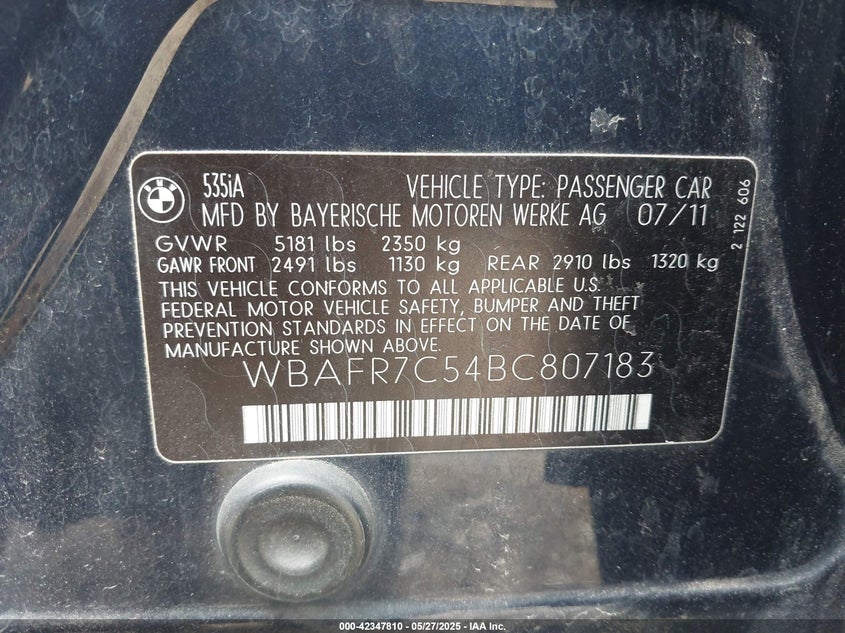 535iA VEHICLE TYPE: PASSENGER CAR
MFD BY BAYERISCHE MOTOREN WERKE AG 07/11
GVWR 5181 lbs 2350 kg
GAWR FRONT 2491 lbs 1130 kg REAR 2910 lbs 1320 kg
THIS VEHICLE CONFORMS TO ALL APPLICABLE U.S.
FEDERAL MOTOR VEHICLE SAFETY, BUMPER AND THEFT
PREVENTION STANDARDS IN EFFECT ON THE DATE OF
MANUFACTURE SHOWN ABOVE.
WBAFR7C54BC807183
2 122 606
BMW
000-42347810 — 05/27/2025 — IAA Inc.